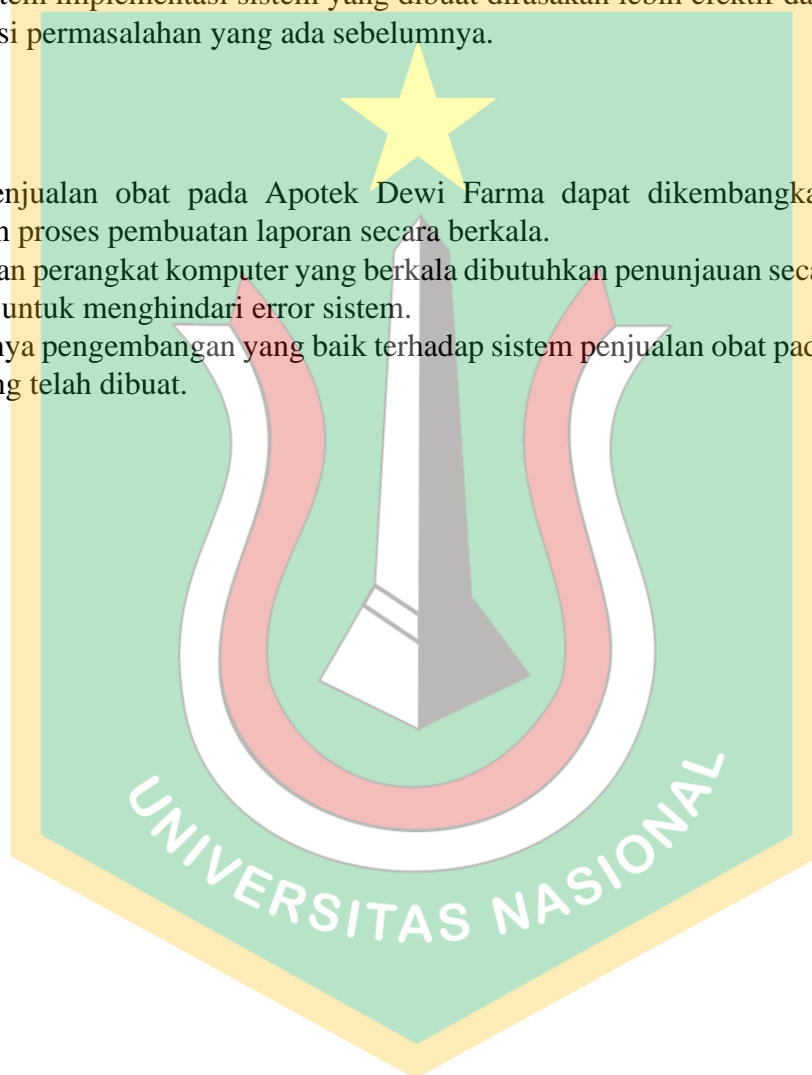 tem implementasi sistem yang dibuat dirasakan lebih efektif da
si permasalahan yang ada sebelumnya.
enjualan obat pada Apotek Dewi Farma dapat dikembangka
n proses pembuatan laporan secara berkala.
an perangkat komputer yang berkala dibutuhkan penunjauan seca
untuk menghindari error sistem.
nya pengembangan yang baik terhadap sistem penjualan obat pad
ng telah dibuat.
UNIVERSITAS NASIONAL